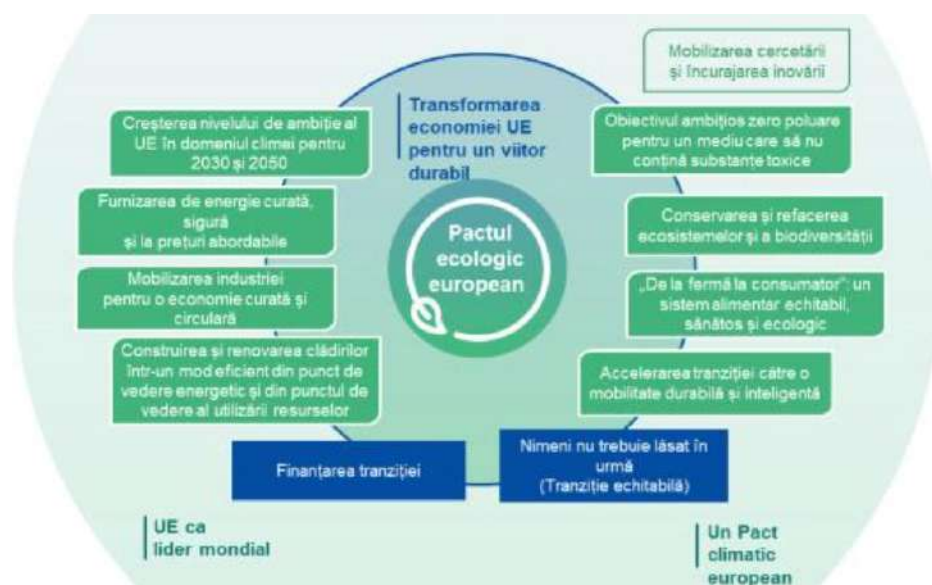 Mobilizarea cercetării
și încurajarea inovării
Transformarea
economiei UE
pentru un viitor
durabil
Creșterea nivelului de ambiție al
UE în domeniul climei pentru
2030 și 2050
Furnizarea de energie curată,
sigură
și la prețuri abordabile
Mobilizarea industriei
pentru o economie curată și
circulară
Construirea și renovarea clădirilor
într-un mod eficient din punct de
vedere energetic și din punctul de
vedere al utilizării resurselor
Pactul
ecologic
european
Obiectivul ambițios zero poluare
pentru un mediu care să nu
conțină substanțe toxice
Conservarea și refacerea
ecosistemelor și a biodiversității
„De la fermă la consumator”: un
sistem alimentar echitabil,
sănătos și ecologic
Accelerarea tranziției către o
mobilitate durabilă și inteligentă
Finanțarea tranziției
Nimeni nu trebuie lăsat în
urmă
(Tranziție echitabilă)
UE ca
lider mondial
Un Pact
climatic
european